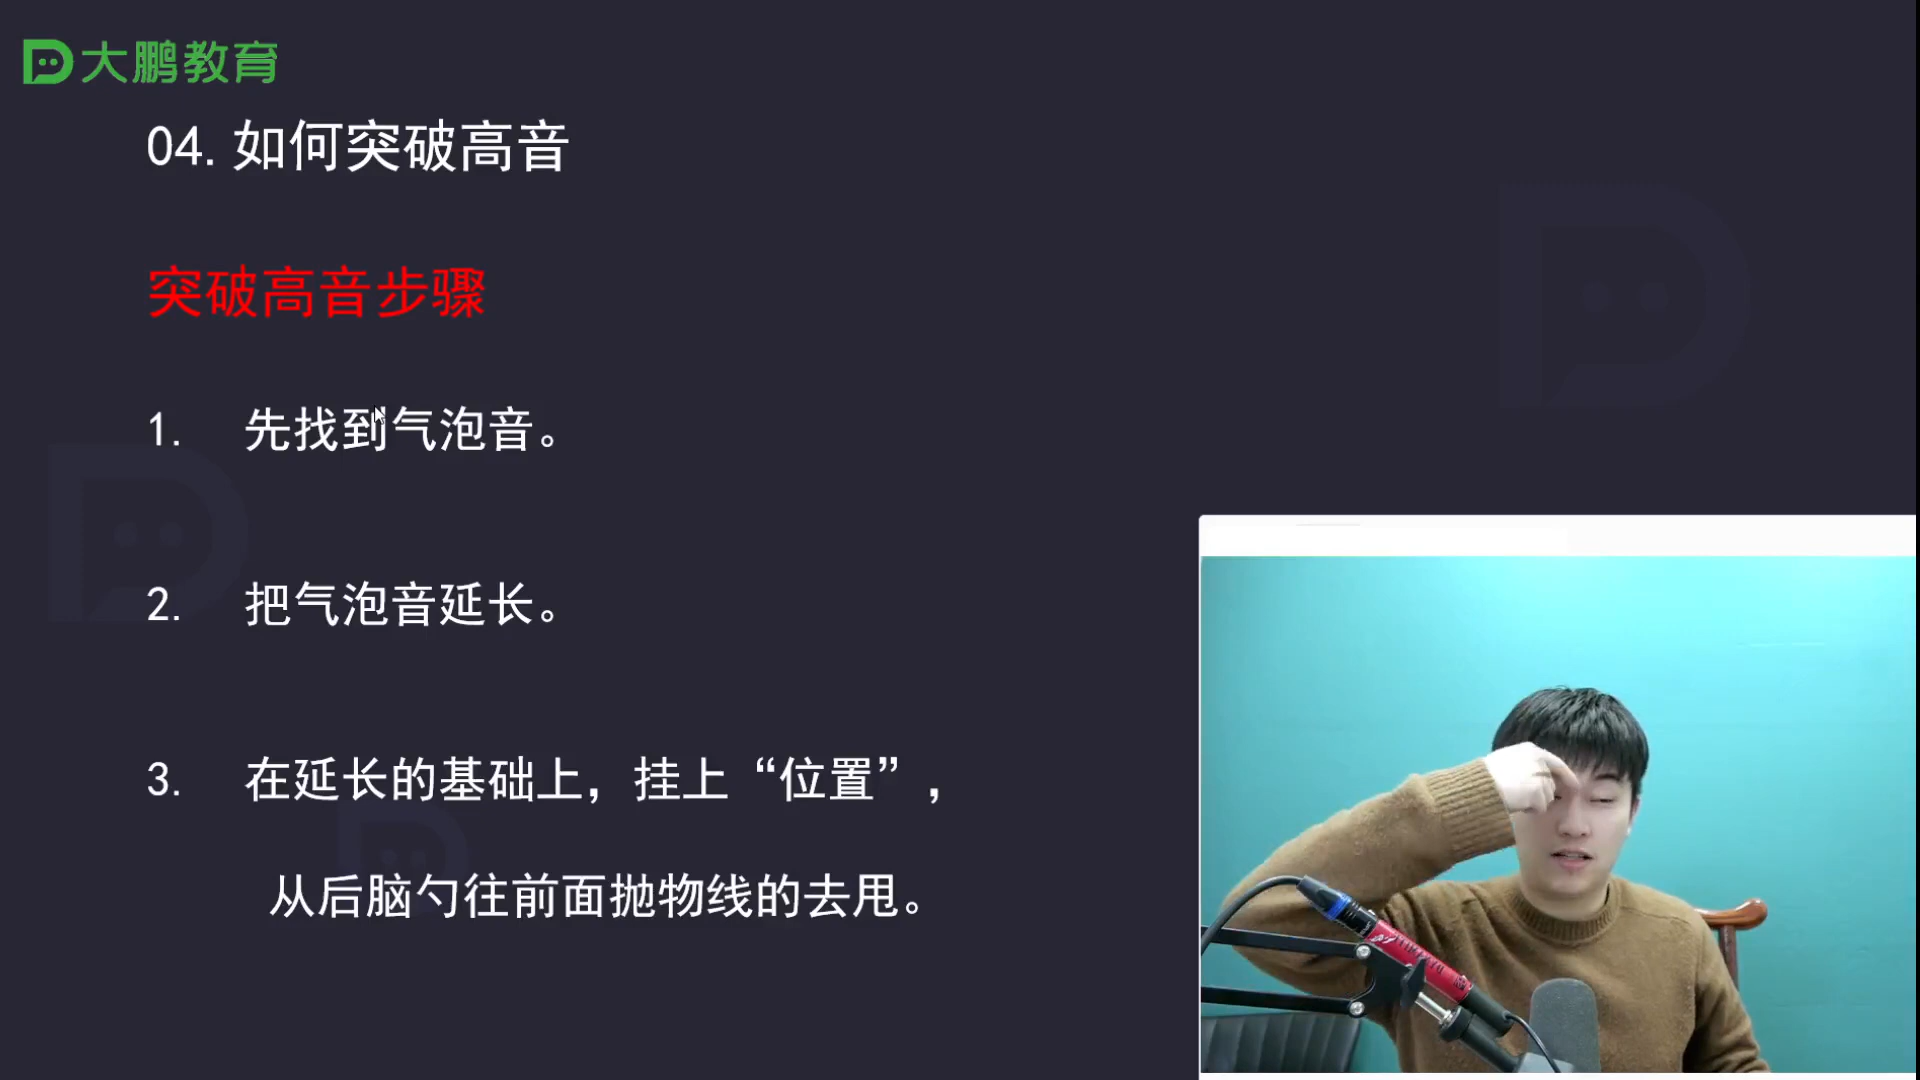 大鹏教育
04.如何突破高音
突破高音步骤
1. 先找到气泡音。
2. 把气泡音延长。
3. 在延长的基础上，挂上“位置”，
从后脑勺往前面抛物线的去甩。